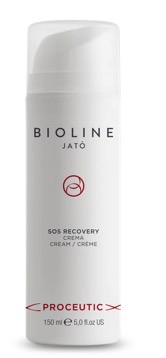 BIOLINE
JATÒ
SOS RECOVERY
CREMA
CREAM / CRÈME
PROCEUTIC
150 ml ℮ 5,0 fl.oz US